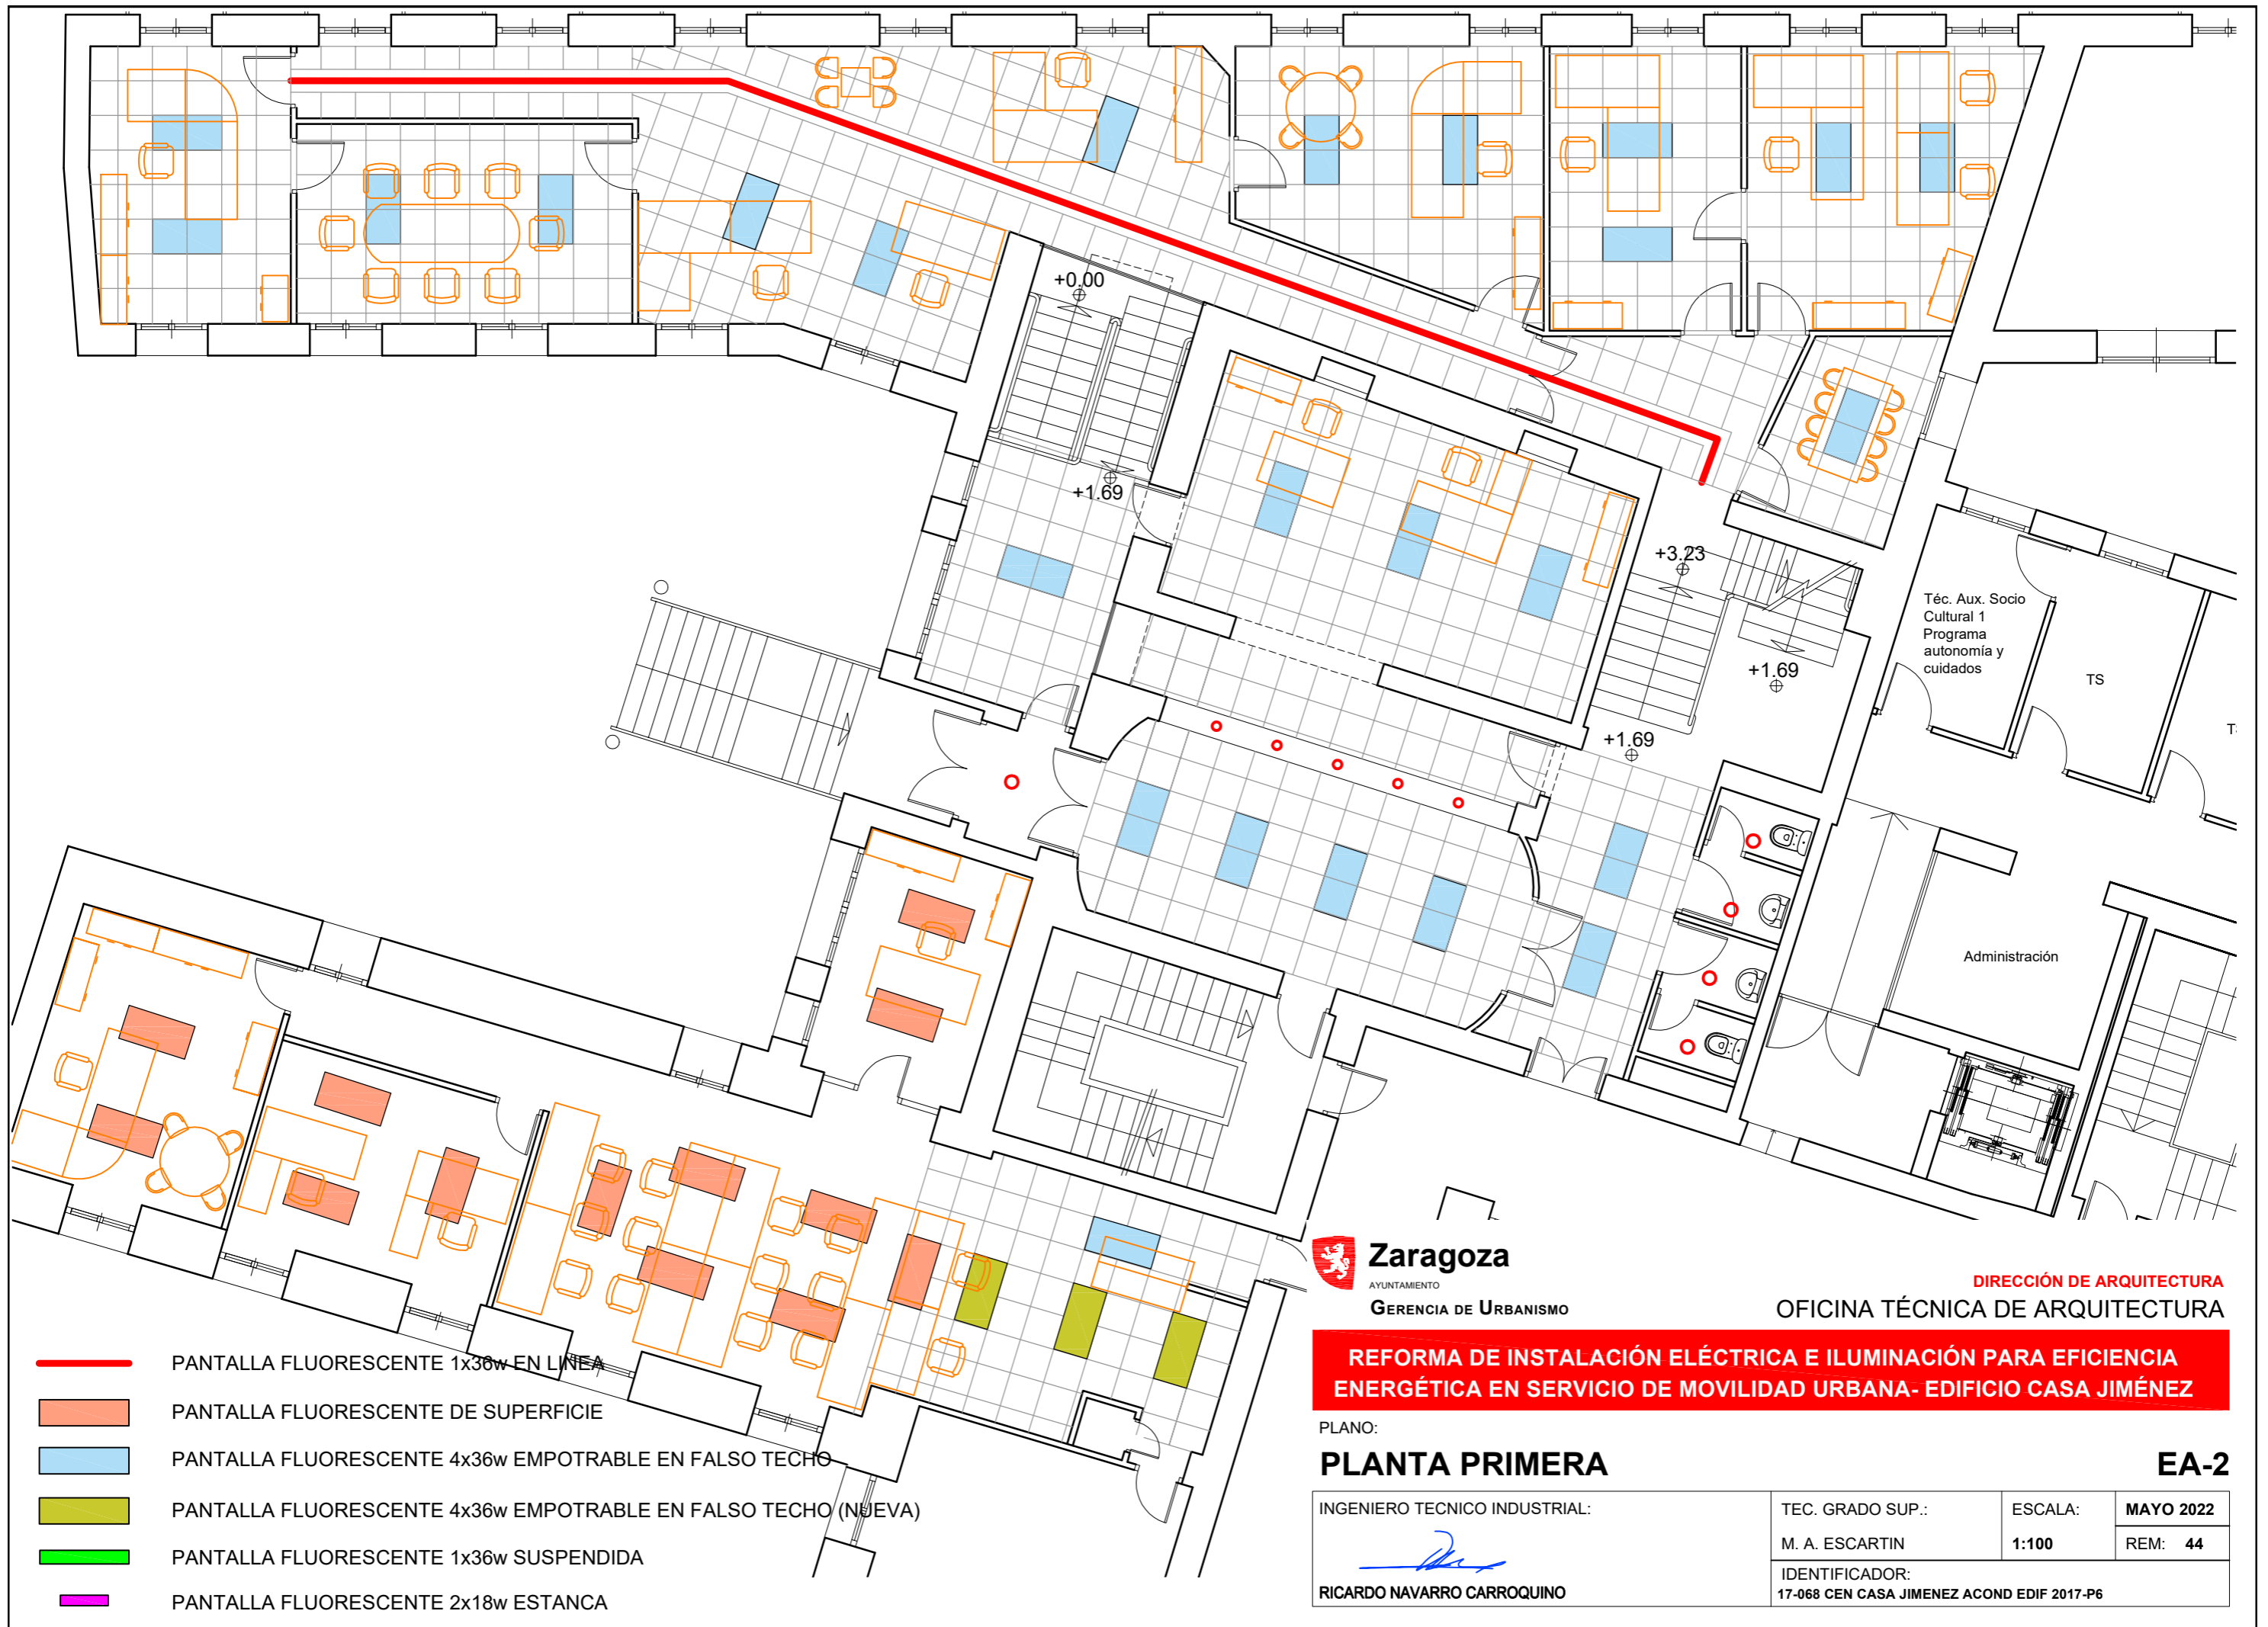 +0.00
+1.69
+3.23
+1.69
+1.69
Téc. Aux. Socio
Cultural 1
Programa
autonomía y
cuidados
TS
Administración
Zaragoza
AYUNTAMIENTO
GERENCIA DE URBANISMO
DIRECCIÓN DE ARQUITECTURA
OFICINA TÉCNICA DE ARQUITECTURA
REFORMA DE INSTALACIÓN ELÉCTRICA E ILUMINACIÓN PARA EFICIENCIA
ENERGÉTICA EN SERVICIO DE MOVILIDAD URBANA- EDIFICIO CASA JIMÉNEZ
PLANO:
PLANTA PRIMERA EA-2
INGENIERO TECNICO INDUSTRIAL:
RICARDO NAVARRO CARROQUINO
TEC. GRADO SUP.:
M. A. ESCARTIN
ESCALA:
1:100
MAYO 2022
REM: 44
IDENTIFICADOR:
17-068 CEN CASA JIMENEZ ACOND EDIF 2017-P6
PANTALLA FLUORESCENTE 1x36w EN LINEA
PANTALLA FLUORESCENTE DE SUPERFICIE
PANTALLA FLUORESCENTE 4x36w EMPOTRABLE EN FALSO TECHO
PANTALLA FLUORESCENTE 4x36w EMPOTRABLE EN FALSO TECHO (NUEVA)
PANTALLA FLUORESCENTE 1x36w SUSPENDIDA
PANTALLA FLUORESCENTE 2x18w ESTANCA